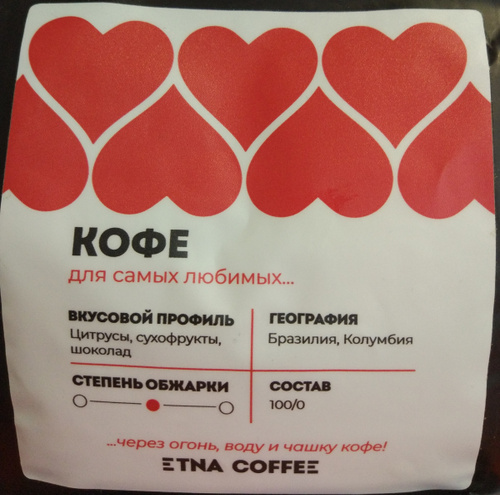 КОФЕ
для самых любимых...
ВКУСОВОЙ ПРОФИЛЬ
Цитрусы, сухофрукты,
шоколад
ГЕОГРАФИЯ
Бразилия, Колумбия
СТЕПЕНЬ ОБЖАРКИ
СОСТАВ
100/0
...через огонь, воду и чашку кофе!
ETNA COFFEE